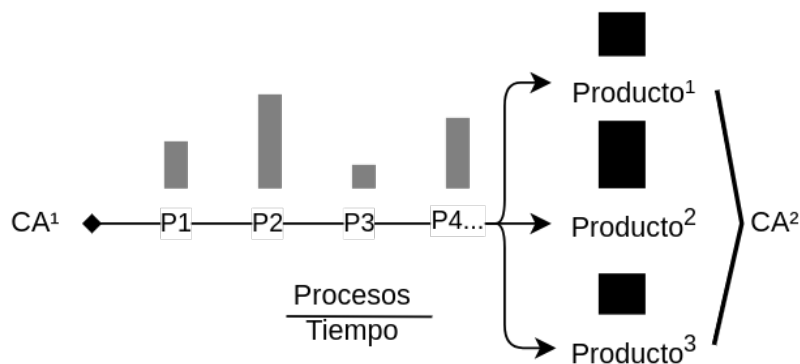 CA¹
P1
P2
P3
P4...
Procesos
Tiempo
Producto¹
Producto²
Producto³
CA²